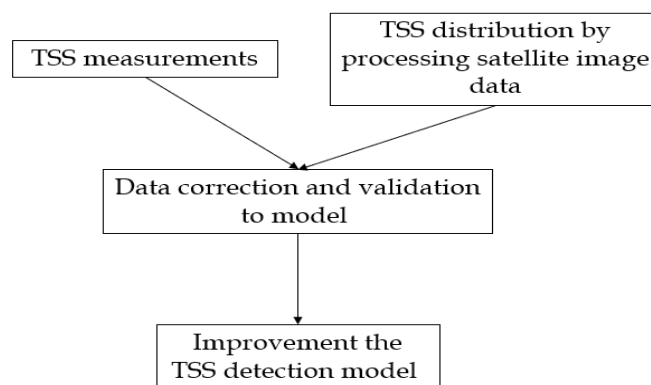 TSS measurements
TSS distribution by
processing satellite image
data
Data correction and validation
to model
Improvement the
TSS detection model